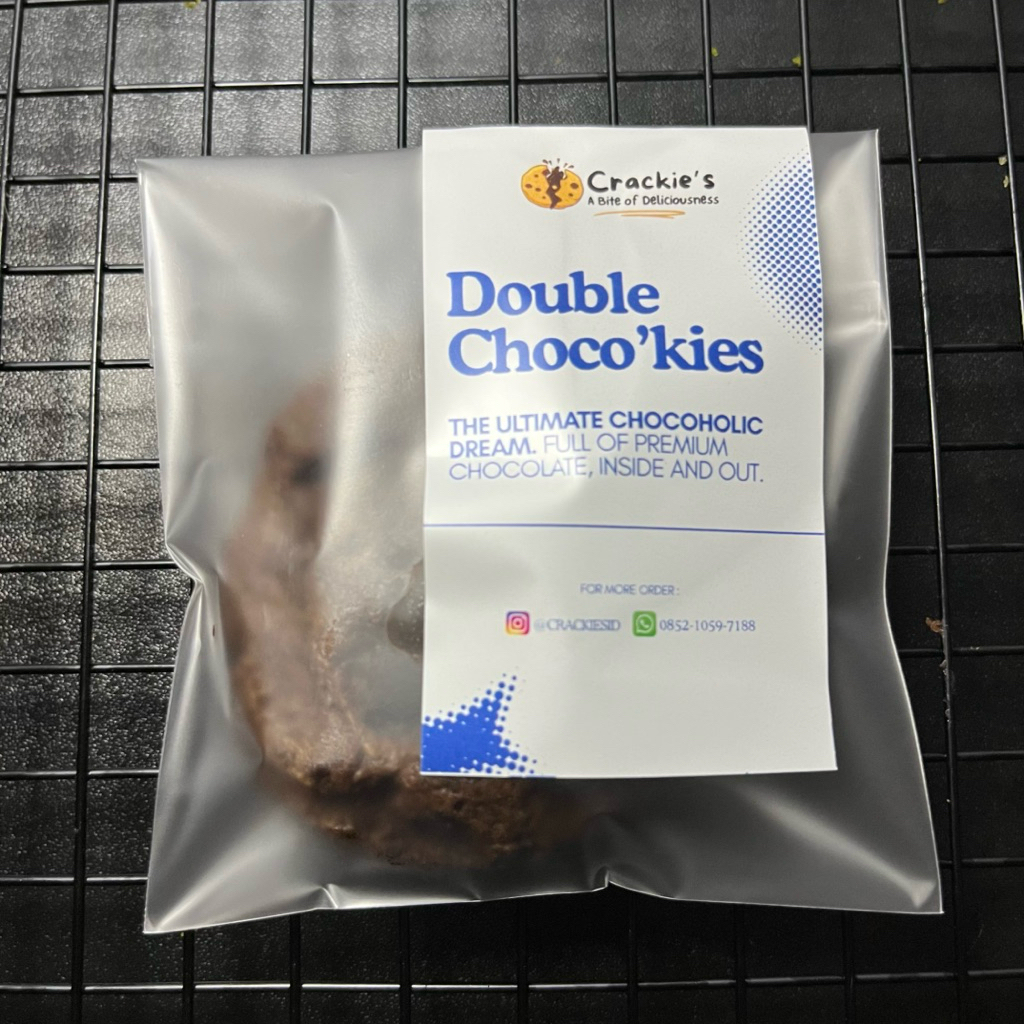 Crackie's
A Bite of Deliciousness
Double
Choco'kies
THE ULTIMATE CHOCOHOLIC
DREAM. FULL OF PREMIUM
CHOCOLATE, INSIDE AND OUT.
FOR MORE ORDER :
@CRACKIESID 0852-1059-7188